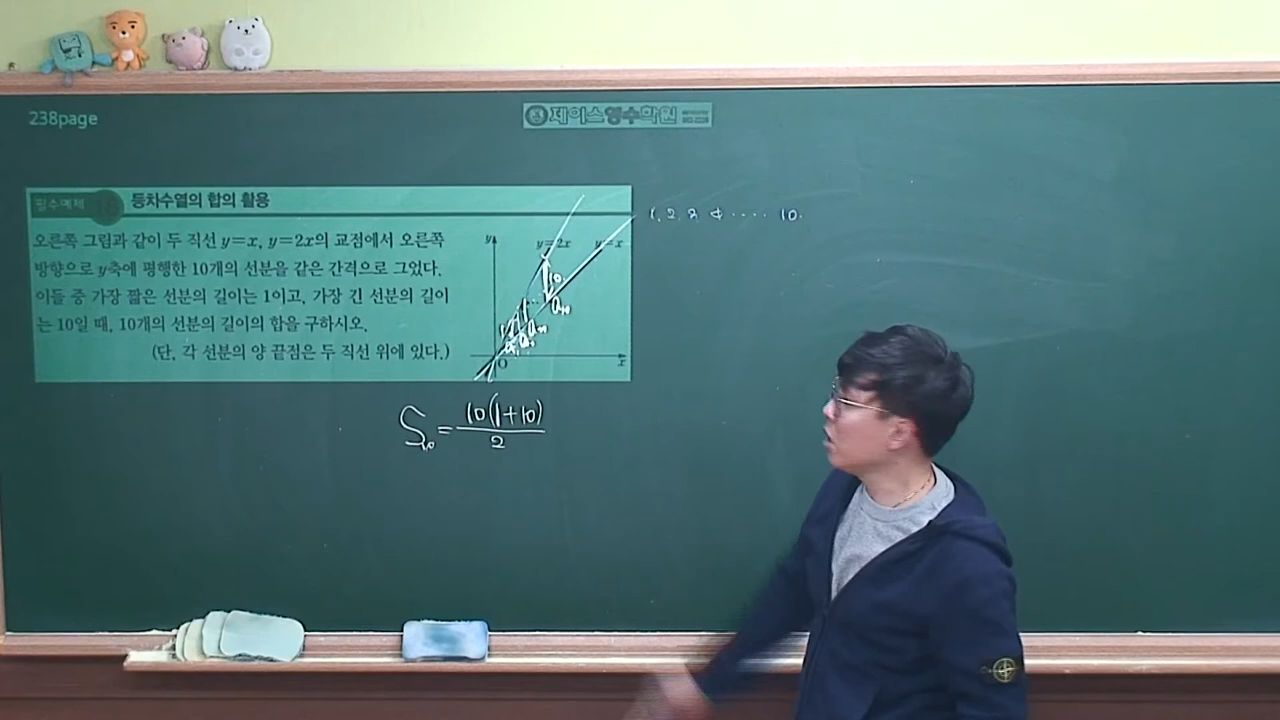 238page
제이스영수학원
필수예제
등차수열의 합의 활용
오른쪽 그림과 같이 두 직선 y=x, y=2x의 교점에서 오른쪽
방향으로 y축에 평행한 10개의 선분을 같은 간격으로 그었다.
이들 중 가장 짧은 선분의 길이는 1이고, 가장 긴 선분의 길이
는 10일 때, 10개의 선분의 길이의 합을 구하시오.
(단, 각 선분의 양 끝점은 두 직선 위에 있다.)
y
y=2x
y=x
10
a₁₀
O
x
1, 2, 3, 4 ····· 10.
S₁₀ = 10(1+10)/2